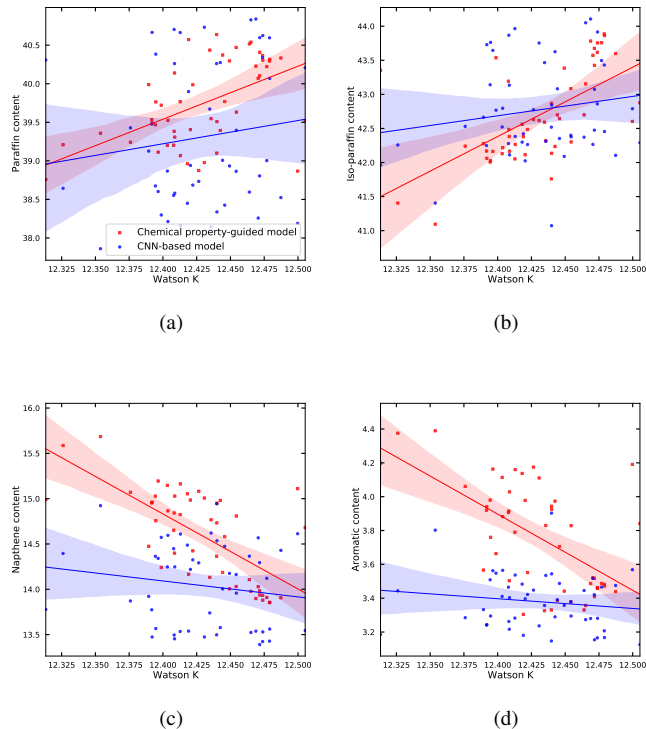 40.5
40.0
39.5
39.0
38.5
38.0
Paraffin content
Chemical property-guided model
CNN-based model
12.325 12.350 12.375 12.400 12.425 12.450 12.475 12.500
Watson K
(a)
44.0
43.5
43.0
42.5
42.0
41.5
41.0
Iso-paraffin content
12.325 12.350 12.375 12.400 12.425 12.450 12.475 12.500
Watson K
(b)
16.0
15.5
15.0
14.5
14.0
13.5
Napthene content
12.325 12.350 12.375 12.400 12.425 12.450 12.475 12.500
Watson K
(c)
4.4
4.2
4.0
3.8
3.6
3.4
3.2
Aromatic content
12.325 12.350 12.375 12.400 12.425 12.450 12.475 12.500
Watson K
(d)